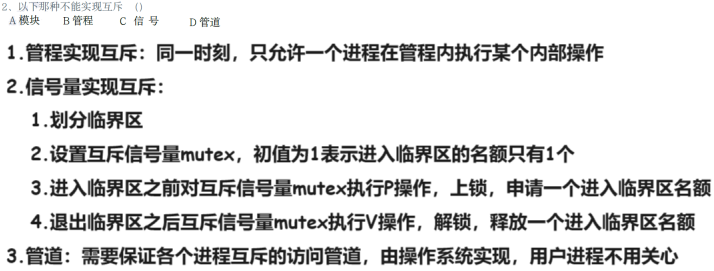 2、以下那种不能实现互斥 ()
A 模块 B 管程 C 信 号 D 管道
1.管程实现互斥：同一时刻，只允许一个进程在管程内执行某个内部操作
2.信号量实现互斥：
1.划分临界区
2.设置互斥信号量mutex，初值为1表示进入临界区的名额只有1个
3.进入临界区之前对互斥信号量mutex执行P操作，上锁，申请一个进入临界区名额
4.退出临界区之后互斥信号量mutex执行V操作，解锁，释放一个进入临界区名额
3.管道：需要保证各个进程互斥的访问管道，由操作系统实现，用户进程不用关心